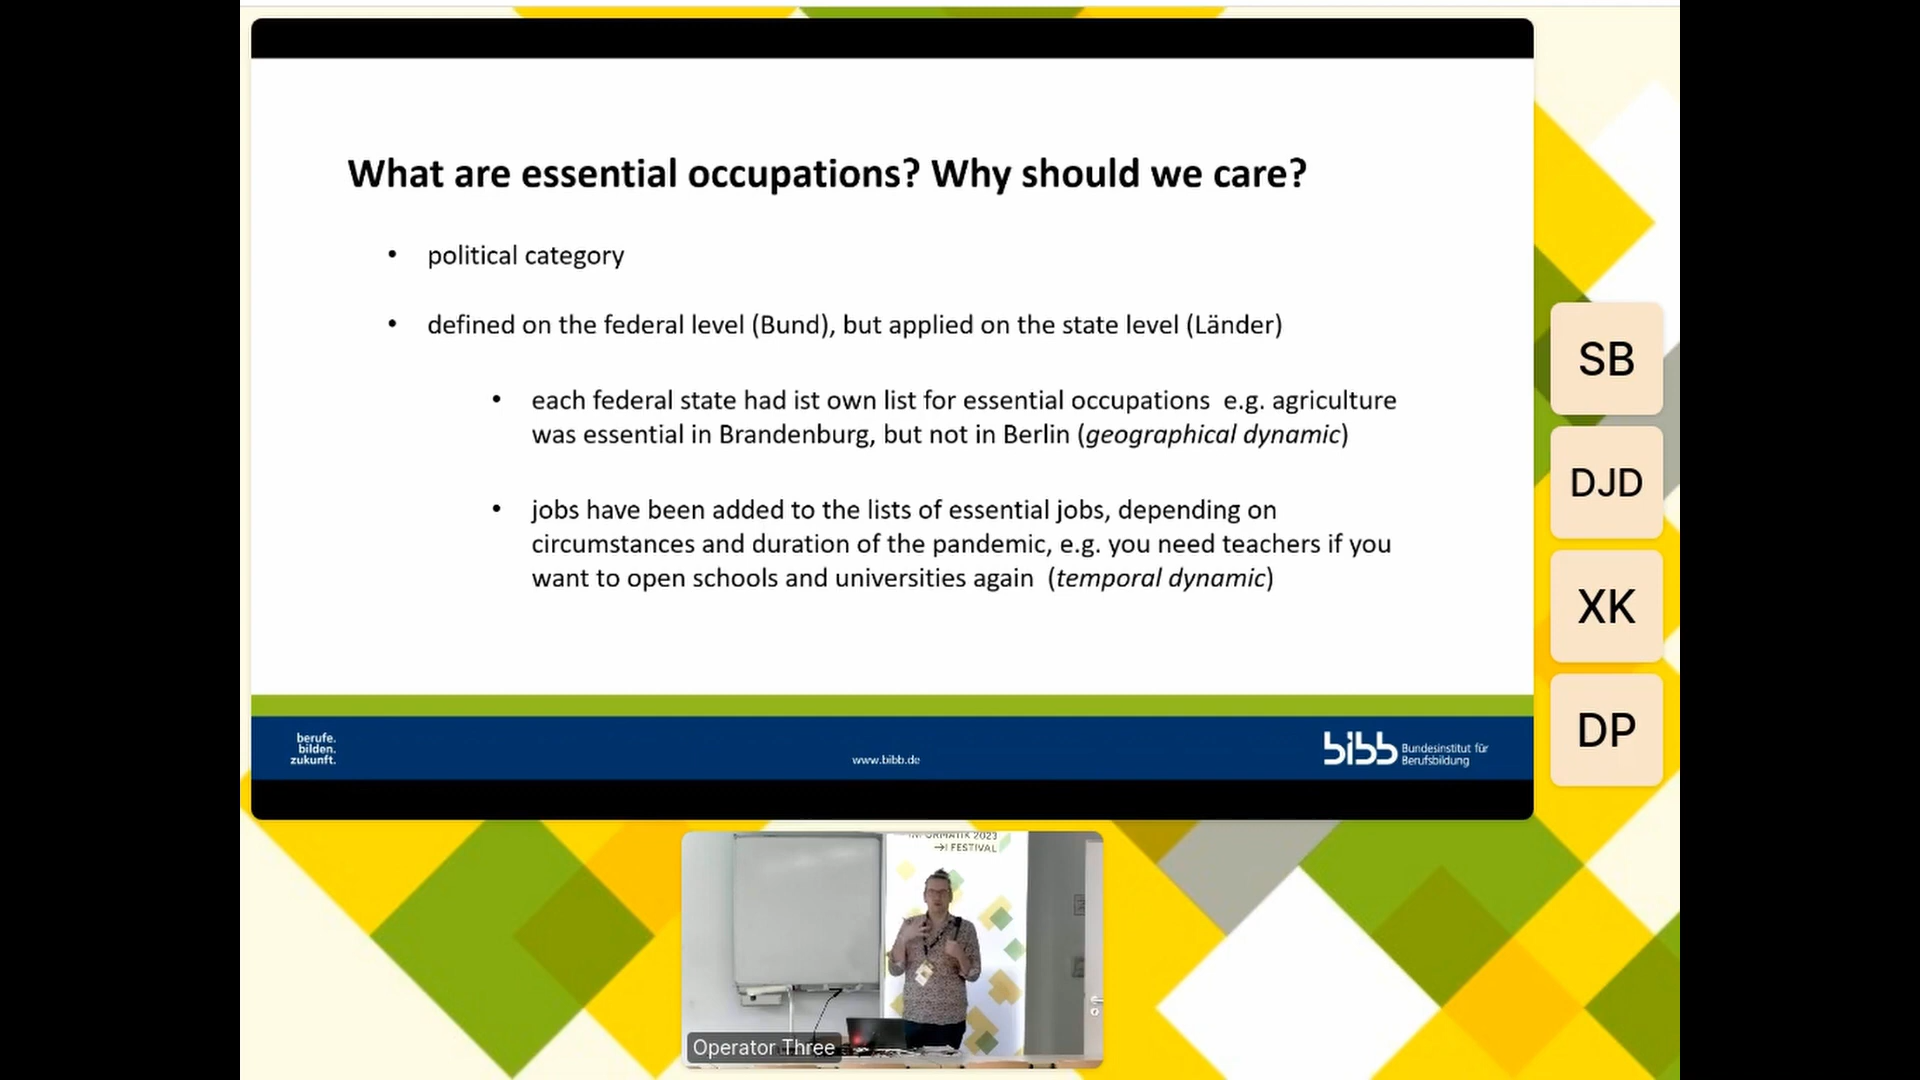 What are essential occupations? Why should we care?
• political category
• defined on the federal level (Bund), but applied on the state level (Länder)
• each federal state had ist own list for essential occupations e.g. agriculture
was essential in Brandenburg, but not in Berlin (geographical dynamic)
• jobs have been added to the lists of essential jobs, depending on
circumstances and duration of the pandemic, e.g. you need teachers if you
want to open schools and universities again (temporal dynamic)
berufe.
bilden.
zukunft.
www.bibb.de
bibb Bundesinstitut für
Berufsbildung
SB
DJD
XK
DP
INFORMATIK 2023
→I FESTIVAL
Operator Three